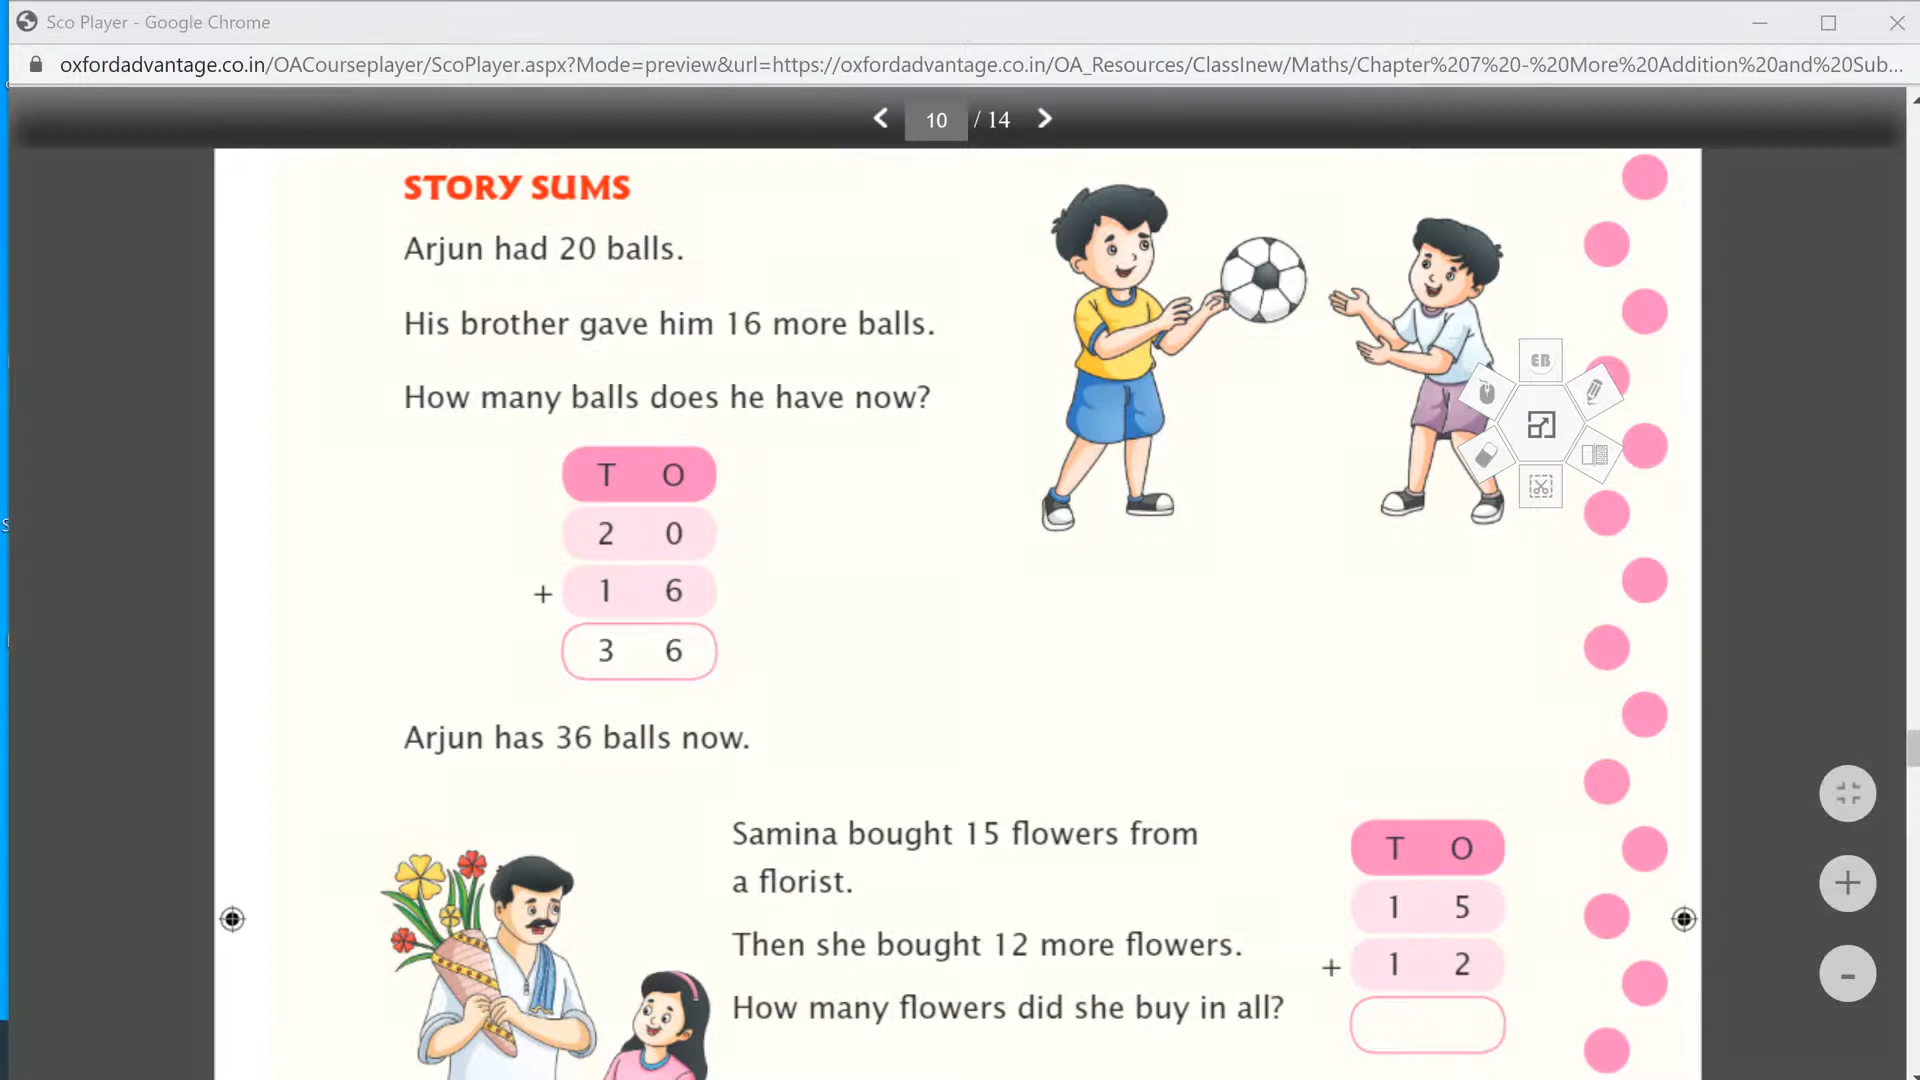 Sco Player - Google Chrome
oxfordadvantage.co.in/OACourseplayer/ScoPlayer.aspx?Mode=preview&url=https://oxfordadvantage.co.in/OA_Resources/ClassInew/Maths/Chapter%207%20-%20More%20Addition%20and%20Sub...
10 / 14
STORY SUMS
Arjun had 20 balls.
His brother gave him 16 more balls.
How many balls does he have now?
T O
2 0
+ 1 6
3 6
EB
Arjun has 36 balls now.
Samina bought 15 flowers from
a florist.
Then she bought 12 more flowers.
How many flowers did she buy in all?
T O
1 5
+ 1 2